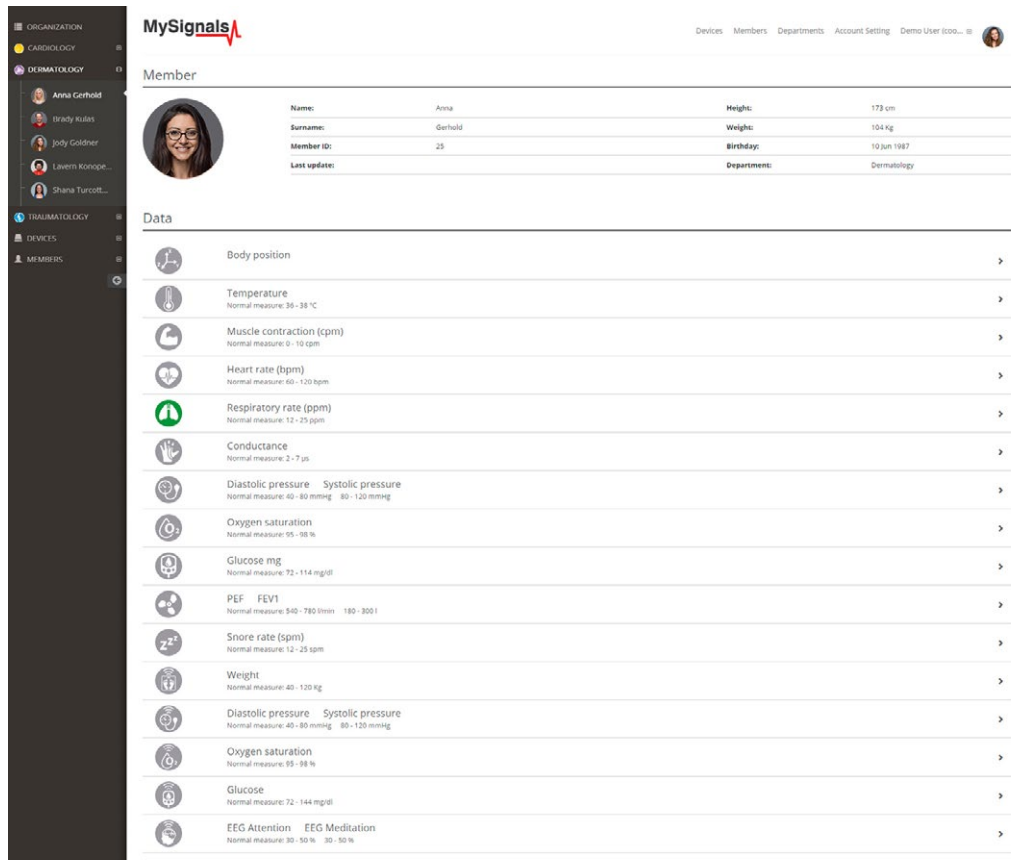 ORGANIZATION
CARDIOLOGY
DERMATOLOGY
Anna Gerhold
Brady Kulas
Jody Goldner
Lavern Konope...
Shana Turcott...
TRAUMATOLOGY
DEVICES
MEMBERS
MySignals
Devices Members Departments Account Setting Demo User (coo...
Member
Name: Anna Height: 173 cm
Surname: Gerhold Weight: 104 Kg
Member ID: 25 Birthday: 10 Jun 1987
Last update: Department: Dermatology
Data
Body position
Temperature
Normal measure: 36 - 38 °C
Muscle contraction (cpm)
Normal measure: 0 - 10 cpm
Heart rate (bpm)
Normal measure: 60 - 120 bpm
Respiratory rate (ppm)
Normal measure: 12 - 25 ppm
Conductance
Normal measure: 2 - 7 µs
Diastolic pressure Systolic pressure
Normal measure: 40 - 80 mmHg 80 - 120 mmHg
Oxygen saturation
Normal measure: 95 - 98 %
Glucose mg
Normal measure: 72 - 114 mg/dl
PEF FEV1
Normal measure: 540 - 780 l/min 180 - 300 l
Snore rate (spm)
Normal measure: 12 - 25 spm
Weight
Normal measure: 40 - 120 Kg
Diastolic pressure Systolic pressure
Normal measure: 40 - 80 mmHg 80 - 120 mmHg
Oxygen saturation
Normal measure: 95 - 98 %
Glucose
Normal measure: 72 - 144 mg/dl
EEG Attention EEG Meditation
Normal measure: 30 - 50 % 30 - 50 %